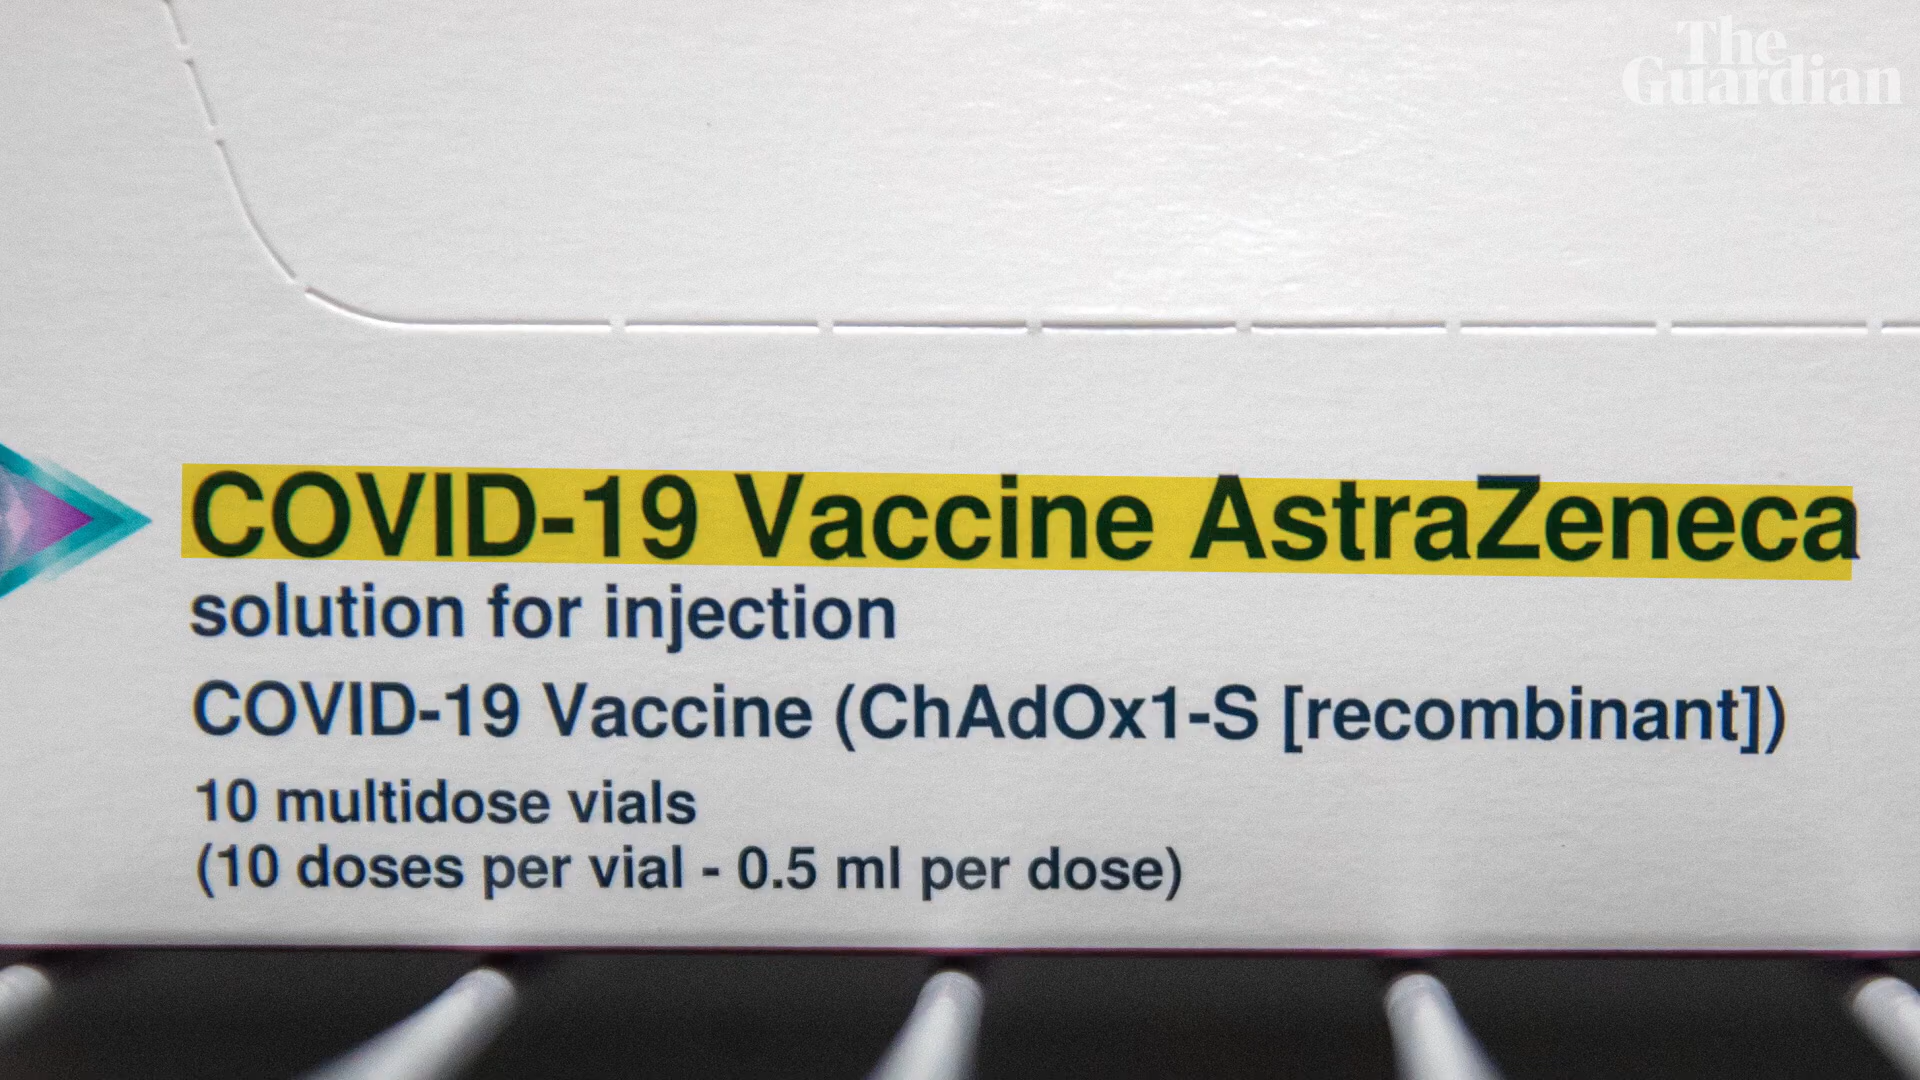 The
Guardian
COVID-19 Vaccine AstraZeneca
solution for injection
COVID-19 Vaccine (ChAdOx1-S [recombinant])
10 multidose vials
(10 doses per vial - 0.5 ml per dose)